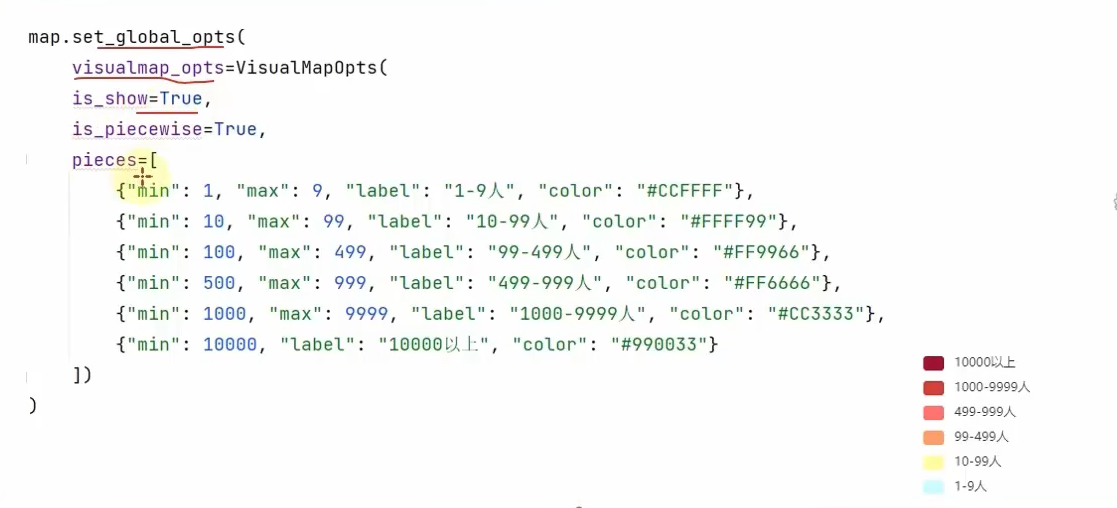 map.set_global_opts(
    visualmap_opts=VisualMapOpts(
    is_show=True,
    is_piecewise=True,
    pieces=[
        {"min": 1, "max": 9, "label": "1-9人", "color": "#CCFFFF"},
        {"min": 10, "max": 99, "label": "10-99人", "color": "#FFFF99"},
        {"min": 100, "max": 499, "label": "99-499人", "color": "#FF9966"},
        {"min": 500, "max": 999, "label": "499-999人", "color": "#FF6666"},
        {"min": 1000, "max": 9999, "label": "1000-9999人", "color": "#CC3333"},
        {"min": 10000, "label": "10000以上", "color": "#990033"}
    ])
)
10000以上
1000-9999人
499-999人
99-499人
10-99人
1-9人